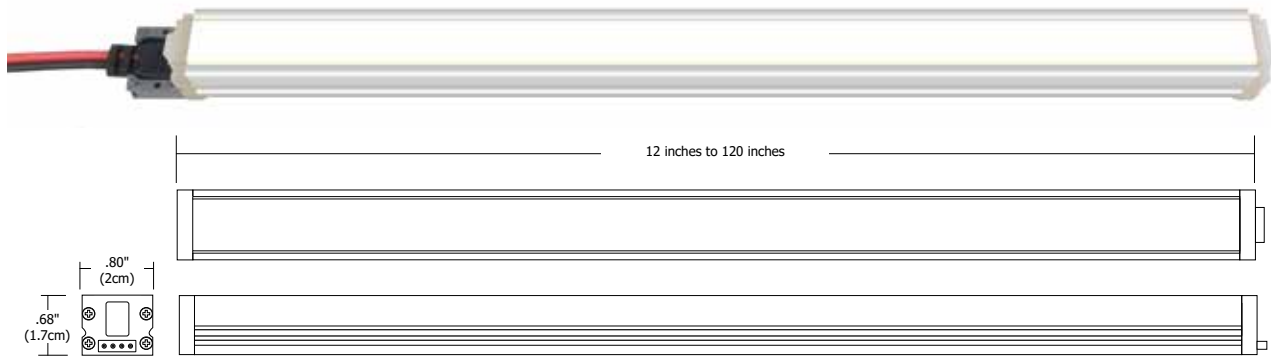 12 inches to 120 inches
.80"
(2cm)
.68"
(1.7cm)